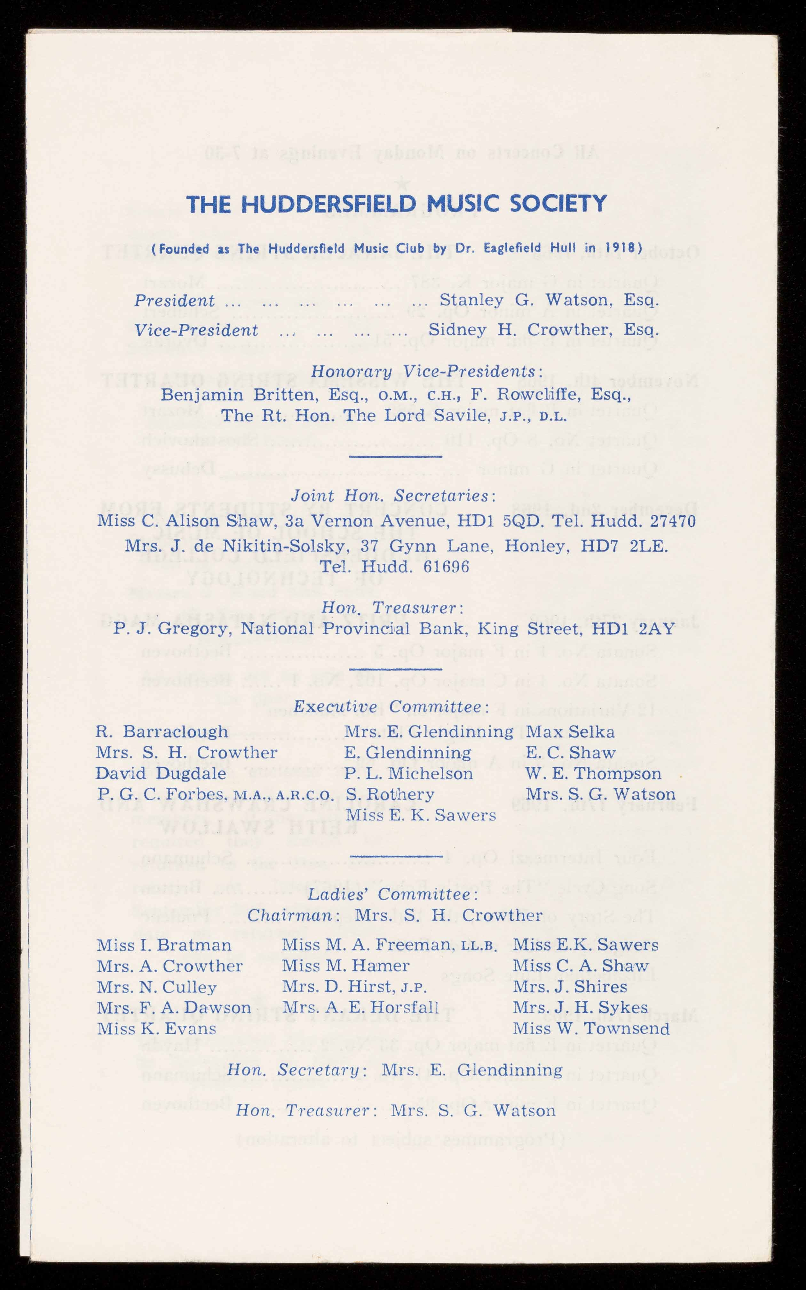 THE HUDDERSFIELD MUSIC SOCIETY
(Founded as The Huddersfield Music Club by Dr. Eaglefield Hull in 1918)
President ... ... ... ... ... ... Stanley G. Watson, Esq.
Vice-President ... ... ... ... Sidney H. Crowther, Esq.
Honorary Vice-Presidents:
Benjamin Britten, Esq., O.M., C.H., F. Rowcliffe, Esq.,
The Rt. Hon. The Lord Savile, J.P., D.L.
Joint Hon. Secretaries:
Miss C. Alison Shaw, 3a Vernon Avenue, HD1 5QD. Tel. Hudd. 27470
Mrs. J. de Nikitin-Solsky, 37 Gynn Lane, Honley, HD7 2LE.
Tel. Hudd. 61696
Hon. Treasurer:
P. J. Gregory, National Provincial Bank, King Street, HD1 2AY
Executive Committee:
R. Barraclough Mrs. E. Glendinning Max Selka
Mrs. S. H. Crowther E. Glendinning E. C. Shaw
David Dugdale P. L. Michelson W. E. Thompson
P. G. C. Forbes, M.A., A.R.C.O. S. Rothery Mrs. S. G. Watson
Miss E. K. Sawers
Ladies' Committee:
Chairman: Mrs. S. H. Crowther
Miss I. Bratman Miss M. A. Freeman, LL.B. Miss E.K. Sawers
Mrs. A. Crowther Miss M. Hamer Miss C. A. Shaw
Mrs. N. Culley Mrs. D. Hirst, J.P. Mrs. J. Shires
Mrs. F. A. Dawson Mrs. A. E. Horsfall Mrs. J. H. Sykes
Miss K. Evans Miss W. Townsend
Hon. Secretary: Mrs. E. Glendinning
Hon. Treasurer: Mrs. S. G. Watson